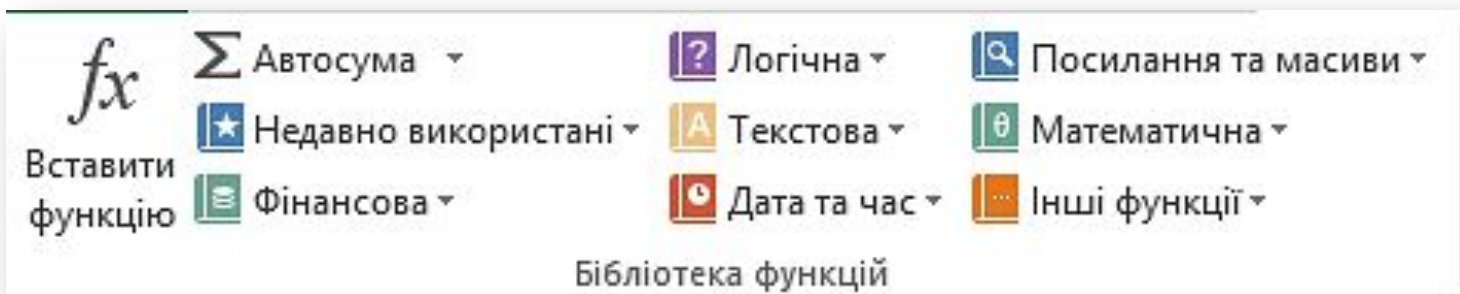 fx
Вставити
функцію
Σ Автосума
Недавно використані
Фінансова
? Логічна
A Текстова
Дата та час
Посилання та масиви
θ Математична
Інші функції
Бібліотека функцій